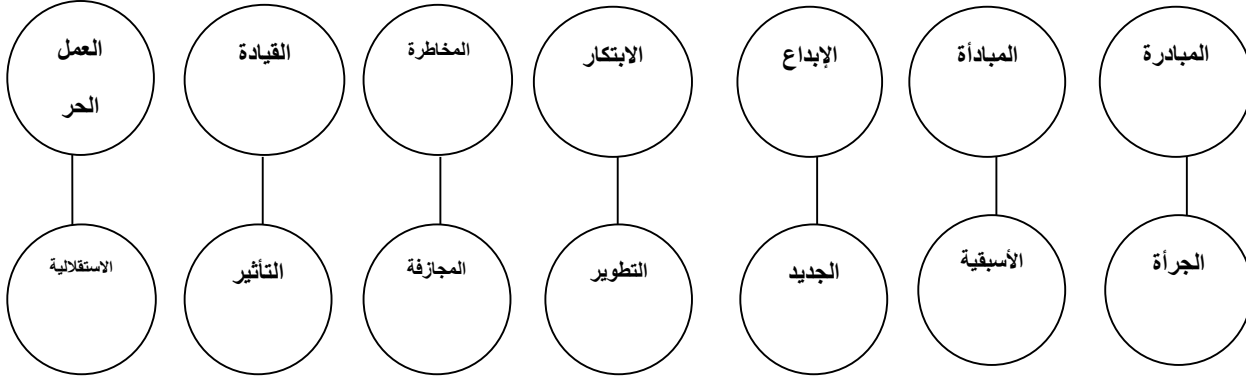 المبادرة
المبادأة
الإبداع
الابتكار
المخاطرة
القيادة
العمل
الحر
الجرأة
الأسبقية
الجديد
التطوير
المجازفة
التأثير
الاستقلالية